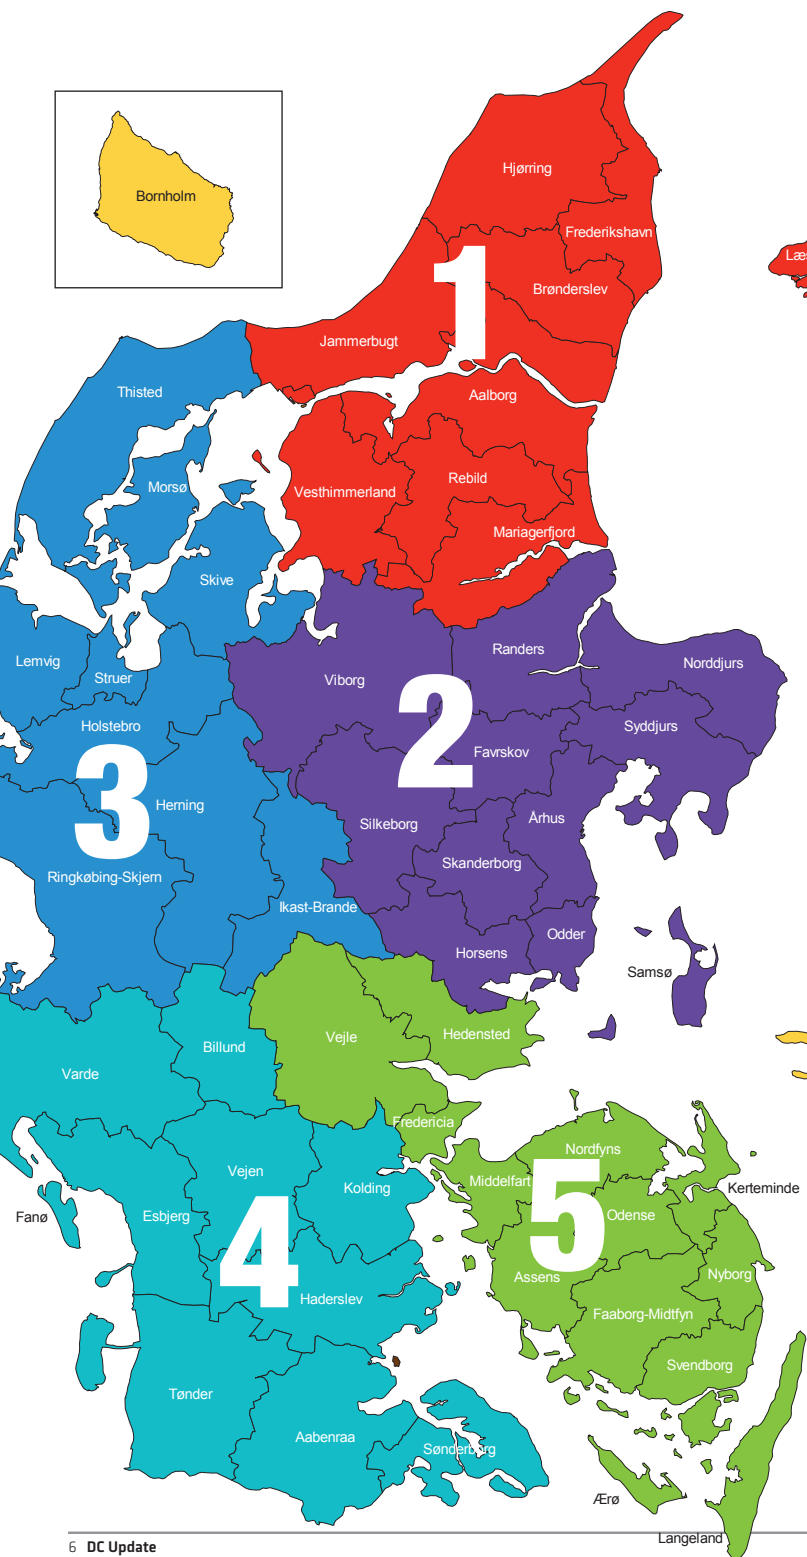 Hjørring
Bornholm
Frederikshavn
Læs
1
Brønderslev
Jammerbugt
Thisted
Aalborg
Rebild
Morsø
Vesthimmerland
Mariagerfjord
Skive
Randers
Lemvig
Norddjurs
Struer
Viborg
2
Holstebro
Syddjurs
Favrskov
3
Herning
Silkeborg
Århus
Skanderborg
Ringkøbing-Skjern
Ikast-Brande
Odder
Horsens
Samsø
Hedensted
Vejle
Billund
Varde
Fredericia
Nordfyns
Vejen
Middelfart
Kolding
Kerteminde
5
Fanø
Esbjerg
Odense
4
Assens
Nyborg
Haderslev
Faaborg-Midtfyn
Svendborg
Tønder
Aabenraa
Sønderborg
Ærø
Langeland
6 DC Update